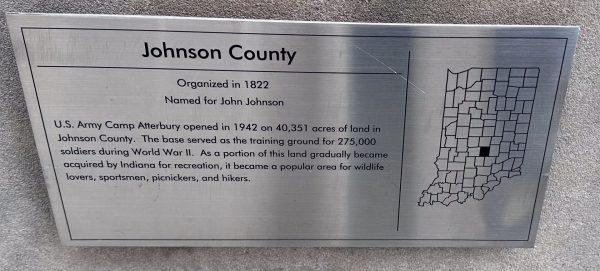 Johnson County
Organized in 1822
Named for John Johnson
U.S. Army Camp Atterbury opened in 1942 on 40,351 acres of land in
Johnson County. The base served as the training ground for 275,000
soldiers during World War II. As a portion of this land gradually became
acquired by Indiana for recreation, it became a popular area for wildlife
lovers, sportsmen, picnickers, and hikers.